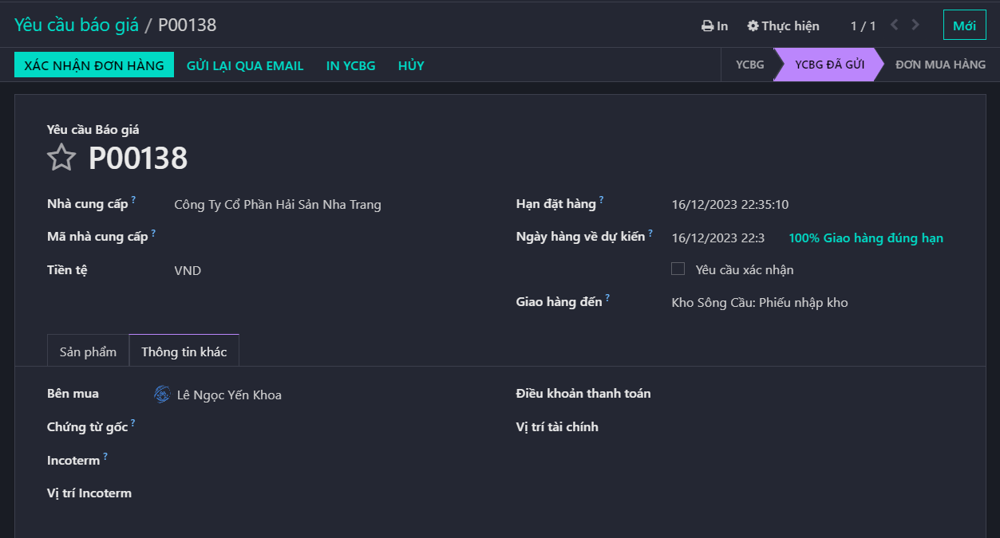 Yêu cầu báo giá / P00138
In
Thực hiện
1 / 1
Mới
XÁC NHẬN ĐƠN HÀNG
GỬI LẠI QUA EMAIL
IN YCBG
HỦY
YCBG
YCBG ĐÃ GỬI
ĐƠN MUA HÀNG
Yêu cầu Báo giá
P00138
Nhà cung cấp ?
Công Ty Cổ Phần Hải Sản Nha Trang
Mã nhà cung cấp ?
Tiền tệ
VND
Hạn đặt hàng ?
16/12/2023 22:35:10
Ngày hàng về dự kiến ?
16/12/2023 22:3
100% Giao hàng đúng hạn
Yêu cầu xác nhận
Giao hàng đến ?
Kho Sông Cầu: Phiếu nhập kho
Sản phẩm
Thông tin khác
Bên mua
Lê Ngọc Yến Khoa
Chứng từ gốc ?
Incoterm ?
Vị trí Incoterm
Điều khoản thanh toán
Vị trí tài chính